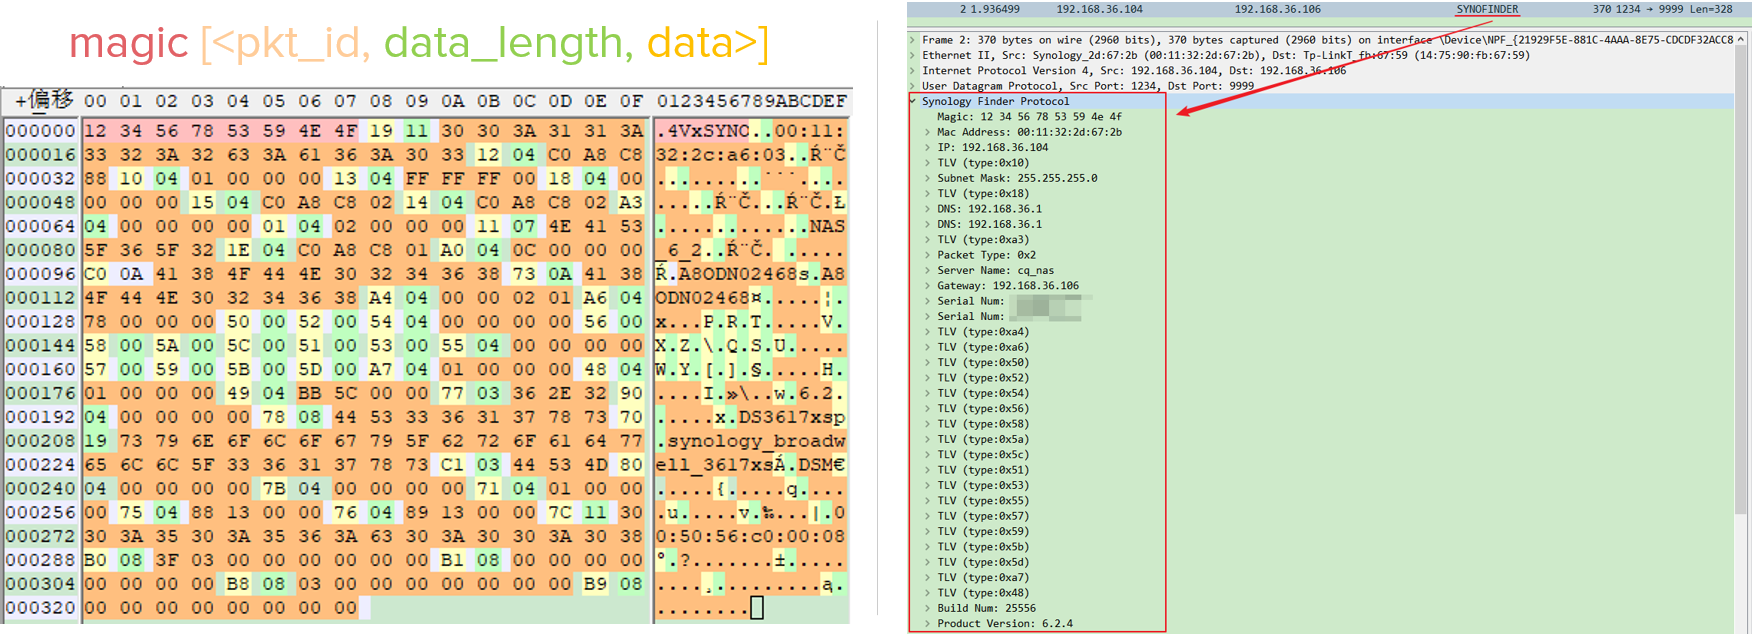 magic [<pkt_id, data_length, data>]
+偏移 00 01 02 03 04 05 06 07 08 09 0A 0B 0C 0D 0E 0F 0123456789ABCDEF
000000 12 34 56 78 53 59 4E 4F 19 11 30 30 3A 31 31 3A .4VxSYNO..00:11:
000016 33 32 3A 32 63 3A 61 36 3A 30 33 12 04 C0 A8 C8 32:2c:a6:03..Ŕ¨Č
000032 88 10 04 01 00 00 00 13 04 FF FF FF 00 18 04 00 .........˙˙˙....
000048 00 00 00 15 04 C0 A8 C8 02 14 04 C0 A8 C8 02 A3 .....Ŕ¨Č...Ŕ¨Č.Ł
000064 04 00 00 00 00 01 04 02 00 00 00 11 07 4E 41 53 .............NAS
000080 5F 36 5F 32 1E 04 C0 A8 C8 01 A0 04 0C 00 00 00 _6_2..Ŕ¨Č. .....
000096 C0 0A 41 38 4F 44 4E 30 32 34 36 38 73 0A 41 38 Ŕ.A8ODN02468s.A8
000112 4F 44 4E 30 32 34 36 38 A4 04 00 00 02 01 A6 04 ODN02468¤.....¦.
000128 78 00 00 00 50 00 52 00 54 04 00 00 00 00 56 00 x...P.R.T.....V.
000144 58 00 5A 00 5C 00 51 00 53 00 55 04 00 00 00 00 X.Z.\.Q.S.U.....
000160 57 00 59 00 5B 00 5D 00 A7 04 01 00 00 00 48 04 W.Y.[.].§.....H.
000176 01 00 00 00 49 04 BB 5C 00 00 77 03 36 2E 32 90 ....I.»\..w.6.2.
000192 04 00 00 00 00 78 08 44 53 33 36 31 37 78 73 70 .....x.DS3617xsp
000208 19 73 79 6E 6F 6C 6F 67 79 5F 62 72 6F 61 64 77 .synology_broadw
000224 65 6C 6C 5F 33 36 31 37 78 73 C1 03 44 53 4D 80 ell_3617xsÁ.DSM€
000240 04 00 00 00 00 7B 04 00 00 00 00 71 04 01 00 00 .....{.....q....
000256 00 75 04 88 13 00 00 76 04 89 13 00 00 7C 11 30 .u.....v.‰...|.0
000272 30 3A 35 30 3A 35 36 3A 63 30 3A 30 30 3A 30 38 0:50:56:c0:00:08
000288 B0 08 3F 03 00 00 00 00 00 00 B1 08 00 00 00 00 °.?.......±.....
000304 00 00 00 00 B8 08 03 00 00 00 00 00 00 00 B9 08 ....¸.........ą.
000320 00 00 00 00 00 00 00 00 ........
2 1.936499 192.168.36.104 192.168.36.106 SYNOFINDER 370 1234 → 9999 Len=328
Frame 2: 370 bytes on wire (2960 bits), 370 bytes captured (2960 bits) on interface \Device\NPF_{21929F5E-881C-4AAA-8E75-CDCDF32ACC8
Ethernet II, Src: Synology_2d:67:2b (00:11:32:2d:67:2b), Dst: Tp-LinkT_fb:67:59 (14:75:90:fb:67:59)
Internet Protocol Version 4, Src: 192.168.36.104, Dst: 192.168.36.106
User Datagram Protocol, Src Port: 1234, Dst Port: 9999
Synology Finder Protocol
Magic: 12 34 56 78 53 59 4e 4f
Mac Address: 00:11:32:2d:67:2b
IP: 192.168.36.104
TLV (type:0x10)
Subnet Mask: 255.255.255.0
TLV (type:0x18)
DNS: 192.168.36.1
DNS: 192.168.36.1
TLV (type:0xa3)
Packet Type: 0x2
Server Name: cq_nas
Gateway: 192.168.36.106
Serial Num:
Serial Num:
TLV (type:0xa4)
TLV (type:0xa6)
TLV (type:0x50)
TLV (type:0x52)
TLV (type:0x54)
TLV (type:0x56)
TLV (type:0x58)
TLV (type:0x5a)
TLV (type:0x5c)
TLV (type:0x51)
TLV (type:0x53)
TLV (type:0x55)
TLV (type:0x57)
TLV (type:0x59)
TLV (type:0x5b)
TLV (type:0x5d)
TLV (type:0xa7)
TLV (type:0x48)
Build Num: 25556
Product Version: 6.2.4